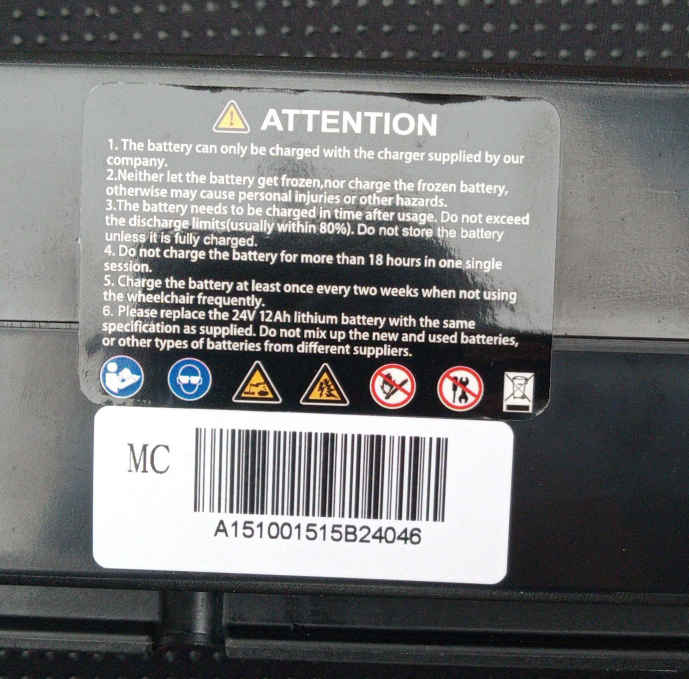 ATTENTION
1. The battery can only be charged with the charger supplied by our
company.
2.Neither let the battery get frozen,nor charge the frozen battery,
otherwise may cause personal injuries or other hazards.
3.The battery needs to be charged in time after usage. Do not exceed
the discharge limits(usually within 80%). Do not store the battery
unless it is fully charged.
4. Do not charge the battery for more than 18 hours in one single
session.
5. Charge the battery at least once every two weeks when not using
the wheelchair frequently.
6. Please replace the 24V 12Ah lithium battery with the same
specification as supplied. Do not mix up the new and used batteries,
or other types of batteries from different suppliers.
MC
A151001515B24046